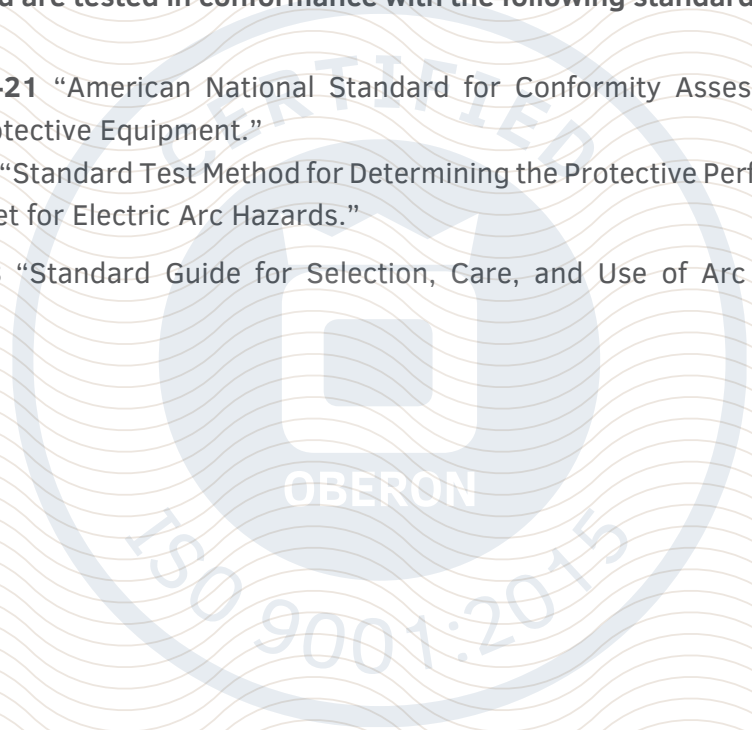 d are tested in conformance with the following standard
-21 “American National Standard for Conformity Asses
otective Equipment.”
“Standard Test Method for Determining the Protective Perf
et for Electric Arc Hazards.”
“Standard Guide for Selection, Care, and Use of Arc
CERTIFIED
OBERON
ISO 9001:2015